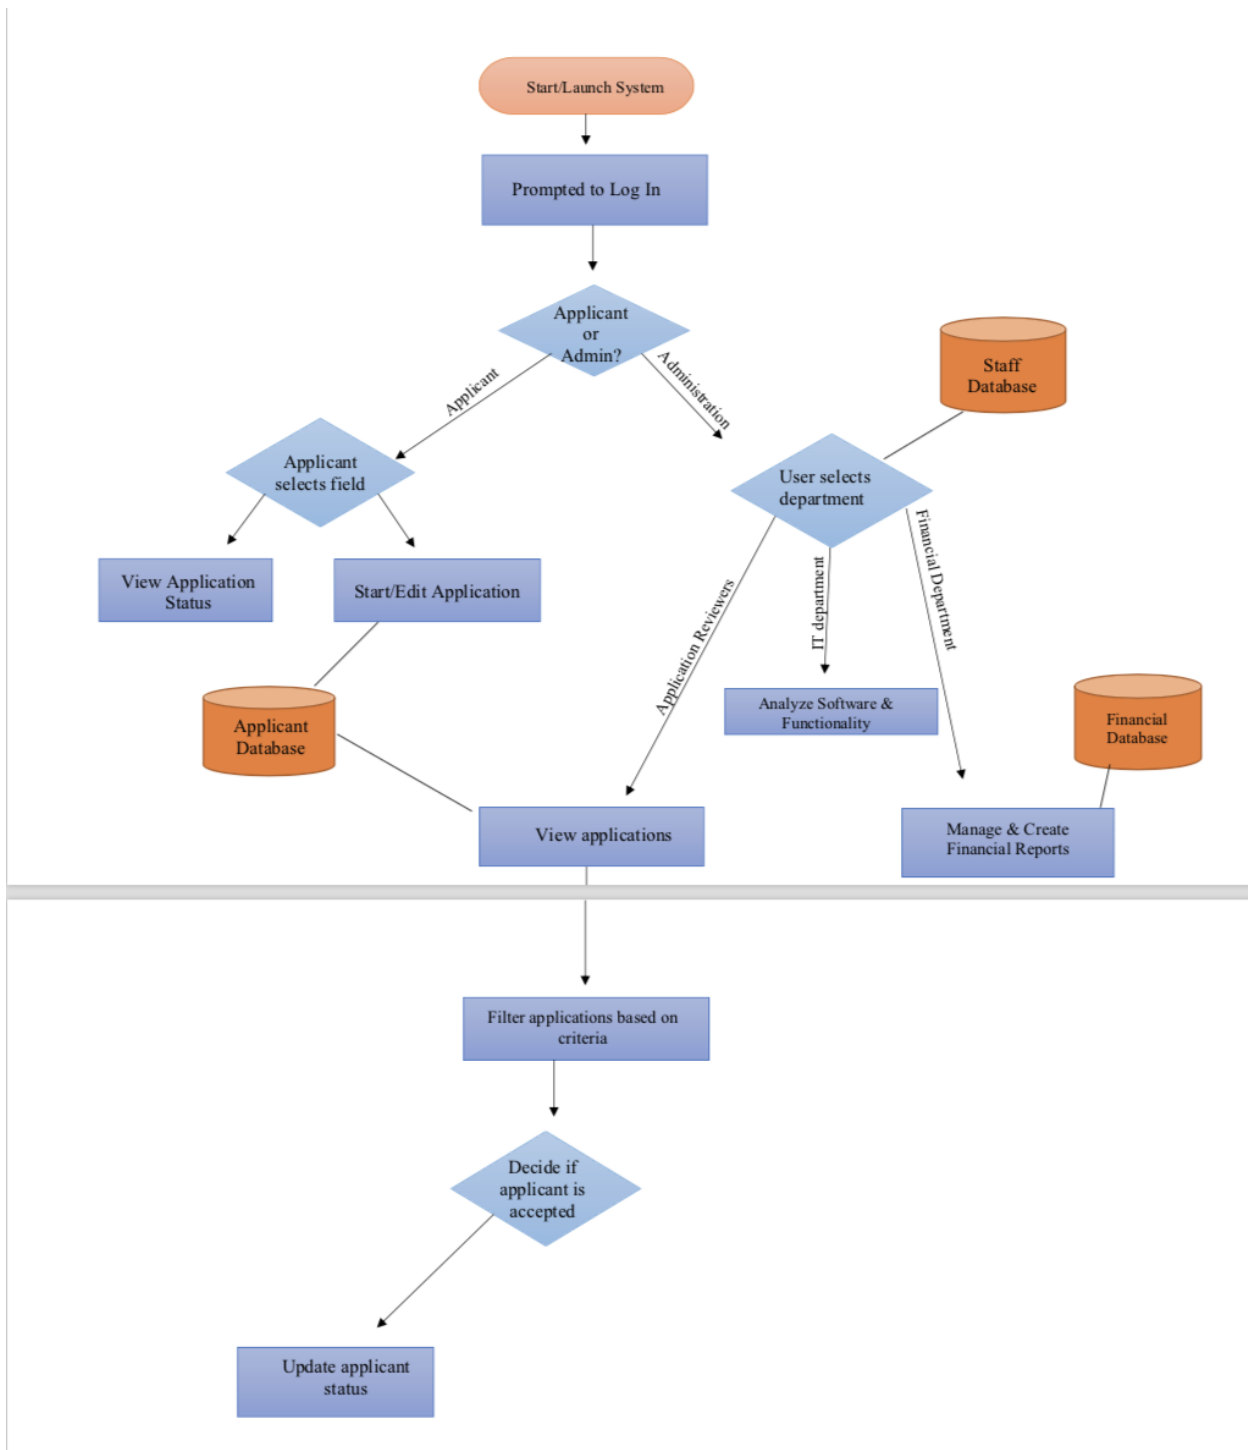 Start/Launch System
Prompted to Log In
Applicant
or
Admin?
Applicant
Administration
Staff
Database
Applicant
selects field
User selects
department
View Application
Status
Start/Edit Application
Application Reviewers
IT department
Financial Department
Applicant
Database
Analyze Software &
Functionality
Financial
Database
View applications
Manage & Create
Financial Reports
Filter applications based on
criteria
Decide if
applicant is
accepted
Update applicant
status